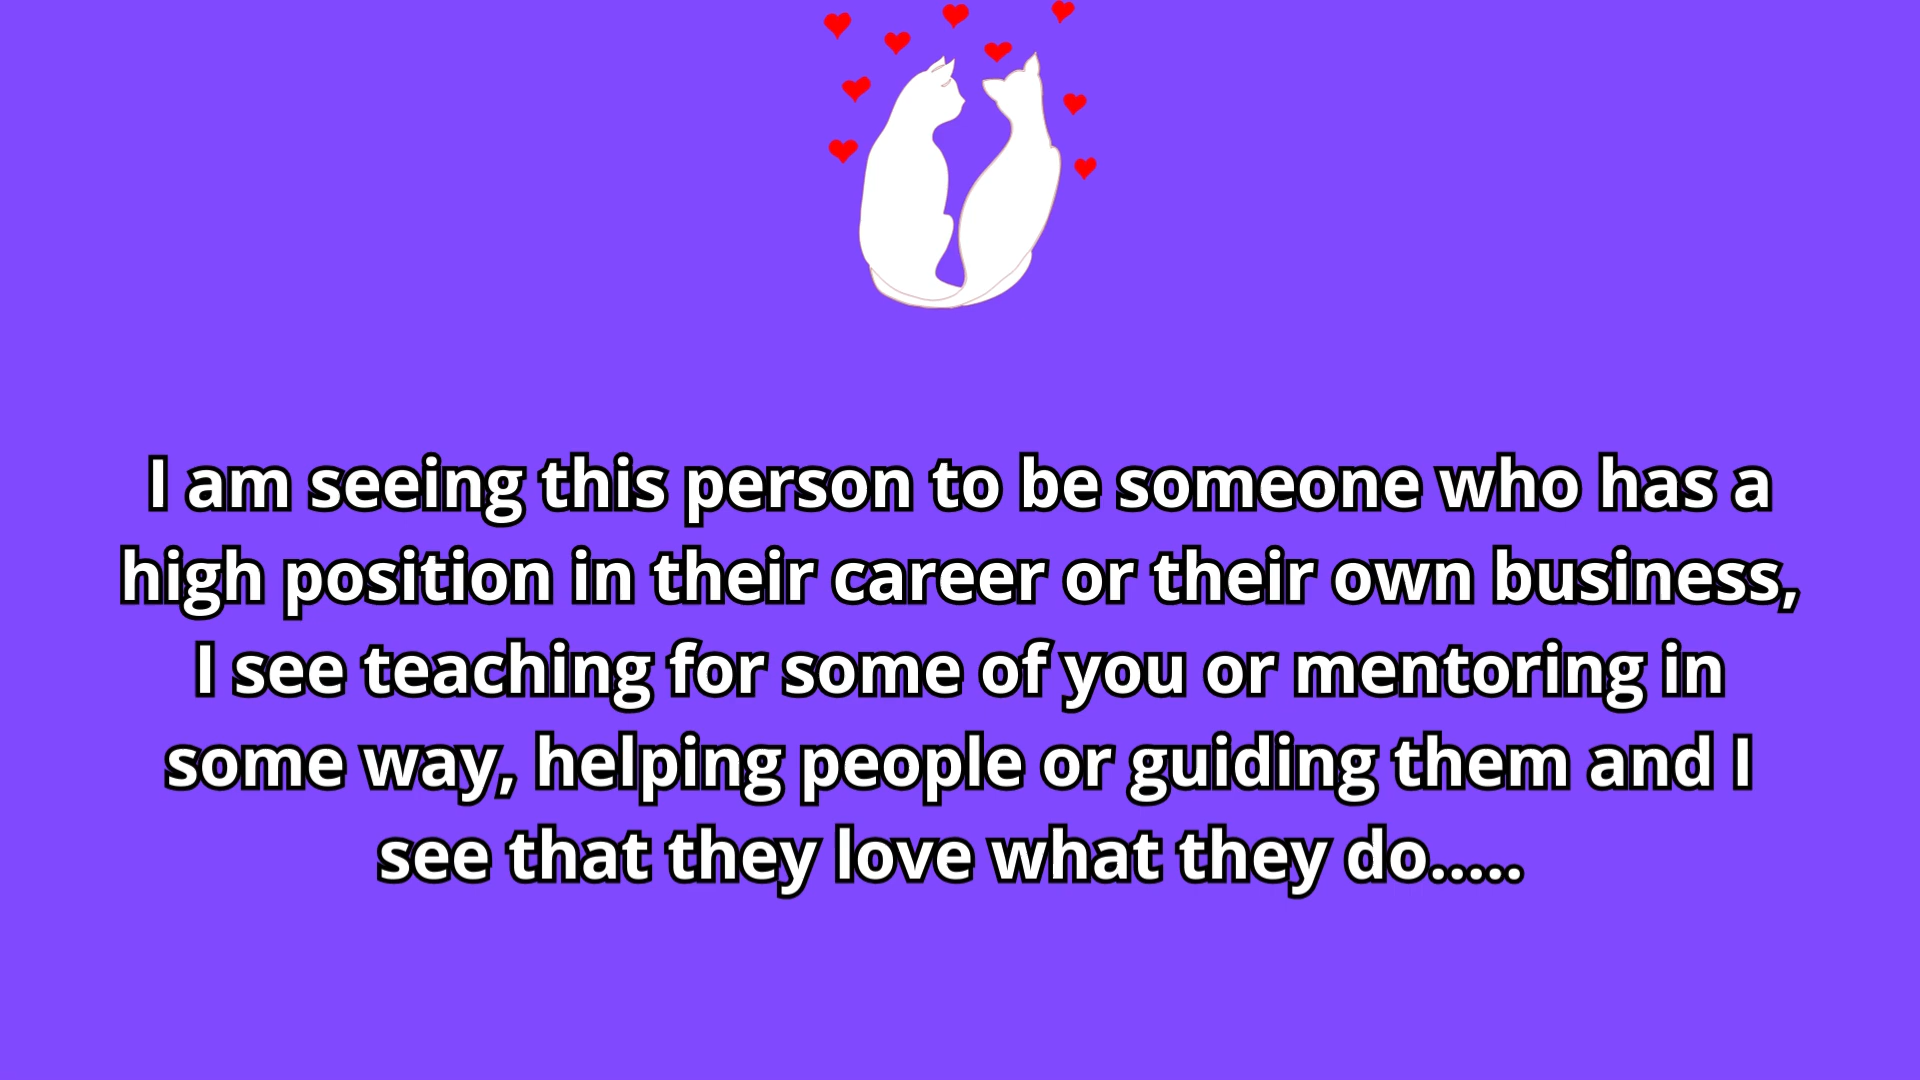 I am seeing this person to be someone who has a
high position in their career or their own business,
I see teaching for some of you or mentoring in
some way, helping people or guiding them and I
see that they love what they do.....